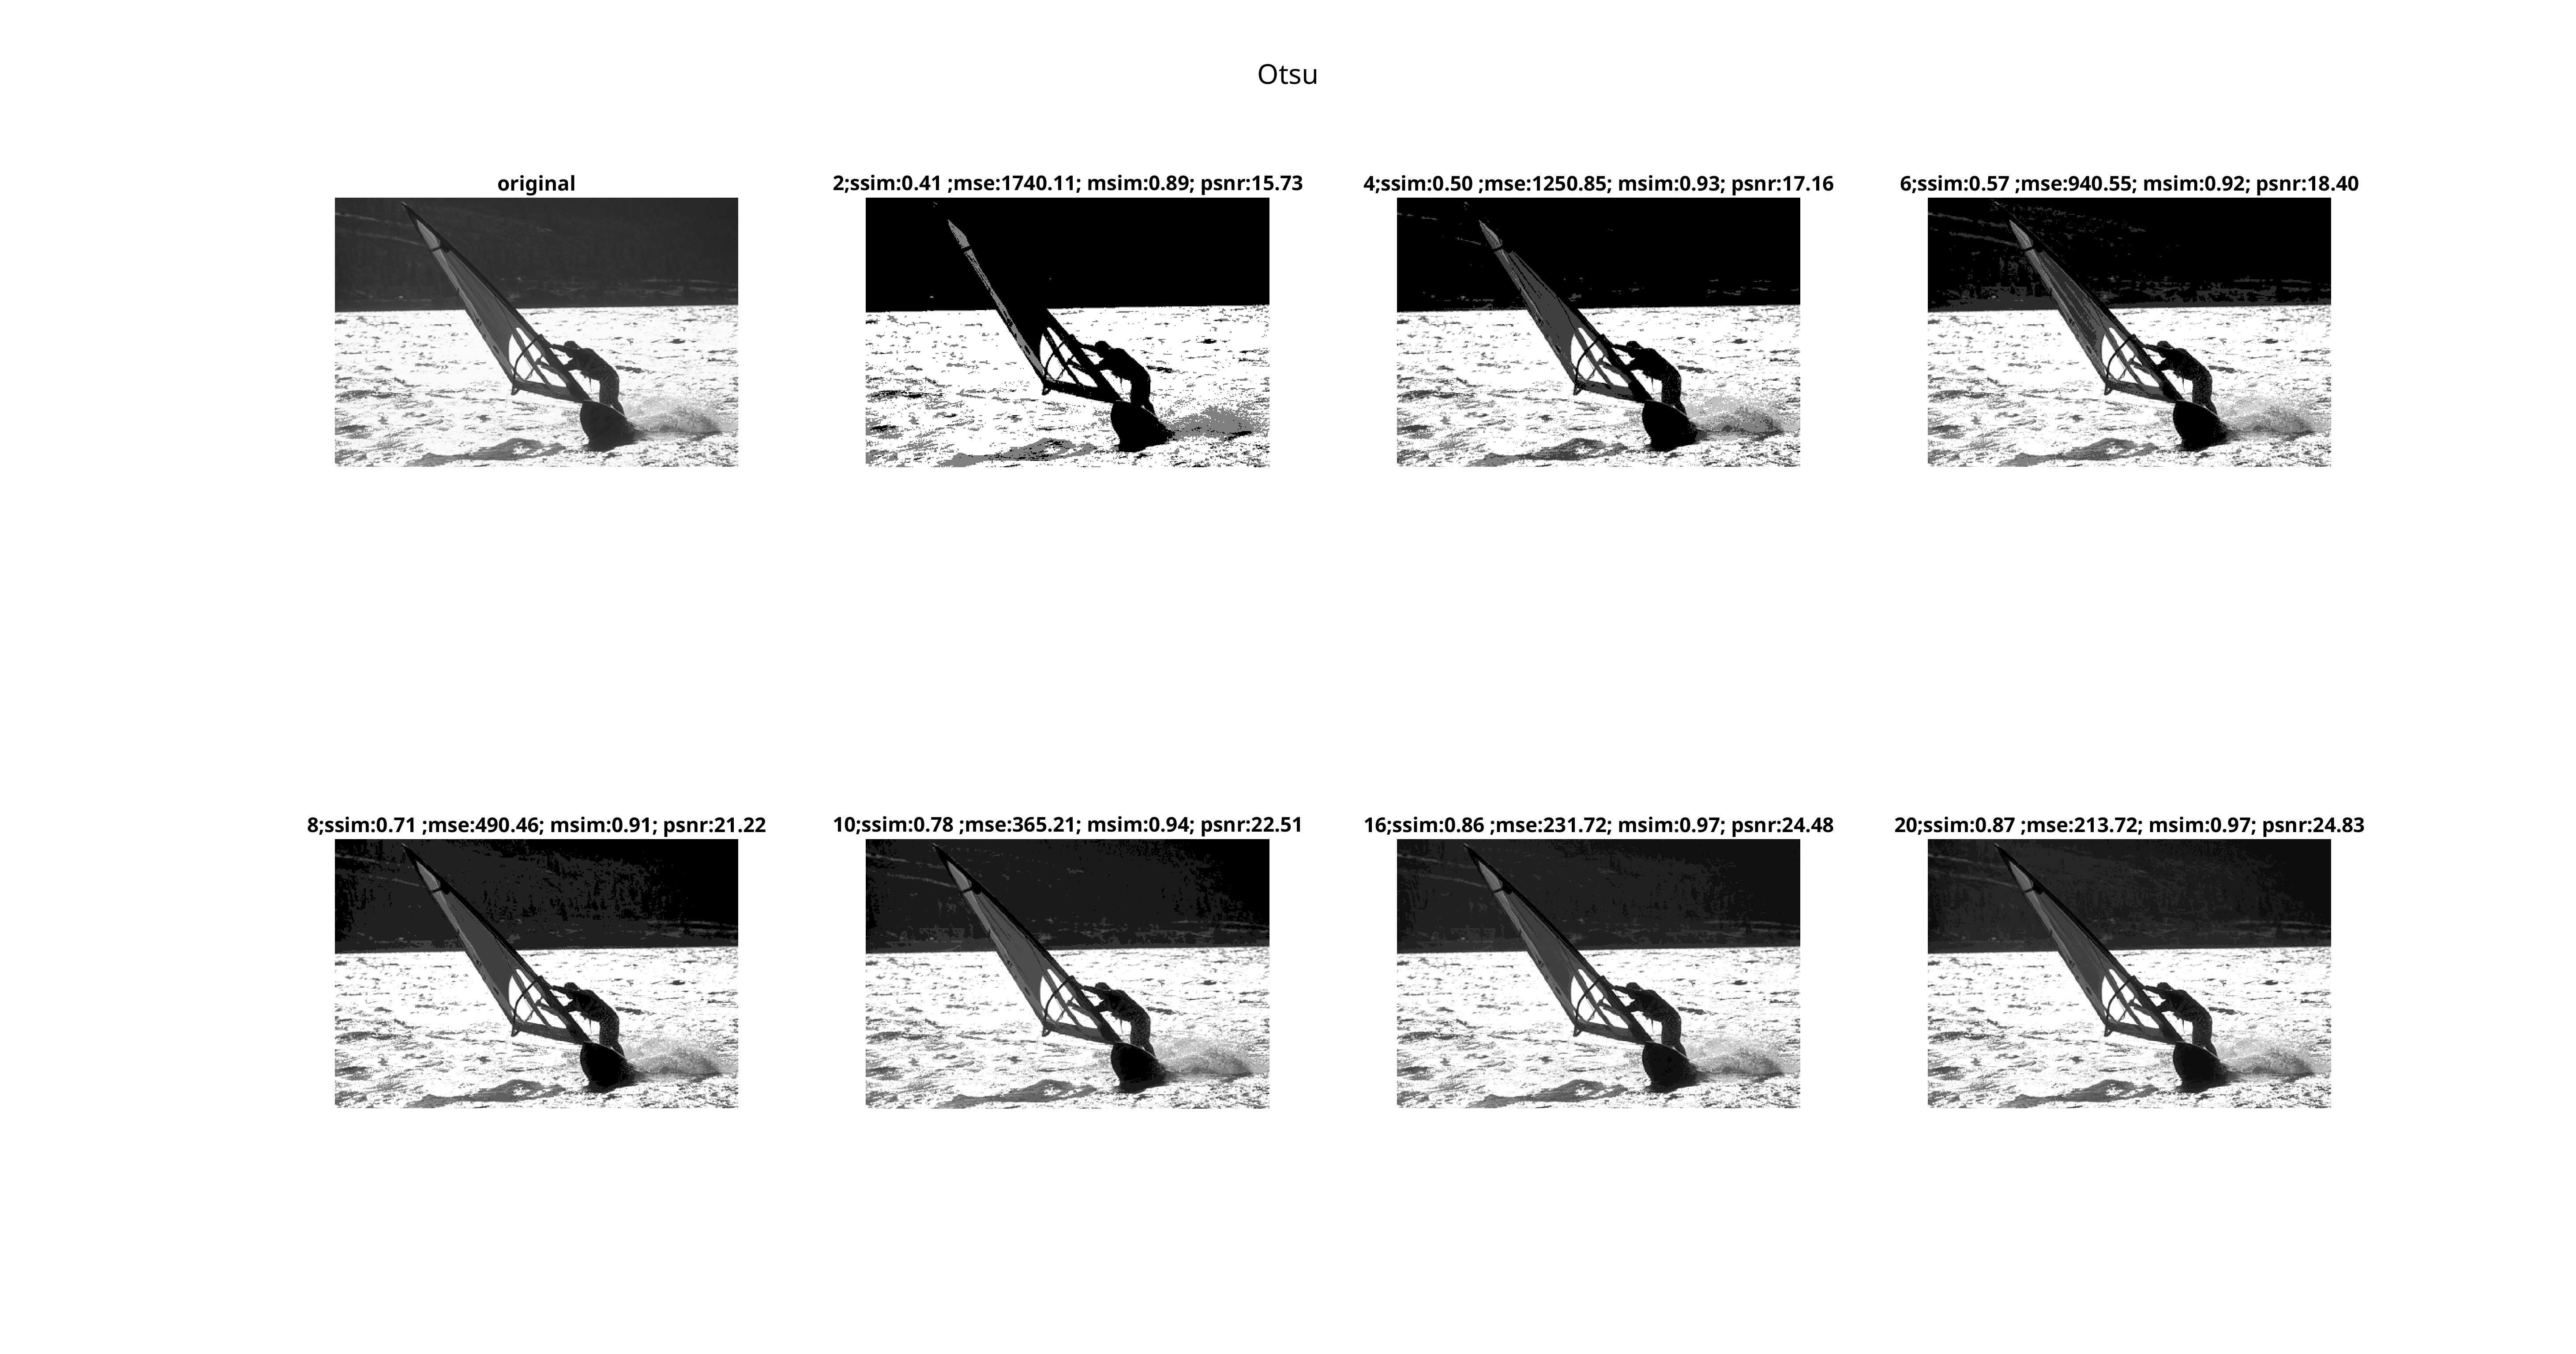 Otsu
original
2;ssim:0.41 ;mse:1740.11; msim:0.89; psnr:15.73
4;ssim:0.50 ;mse:1250.85; msim:0.93; psnr:17.16
6;ssim:0.57 ;mse:940.55; msim:0.92; psnr:18.40
8;ssim:0.71 ;mse:490.46; msim:0.91; psnr:21.22
10;ssim:0.78 ;mse:365.21; msim:0.94; psnr:22.51
16;ssim:0.86 ;mse:231.72; msim:0.97; psnr:24.48
20;ssim:0.87 ;mse:213.72; msim:0.97; psnr:24.83